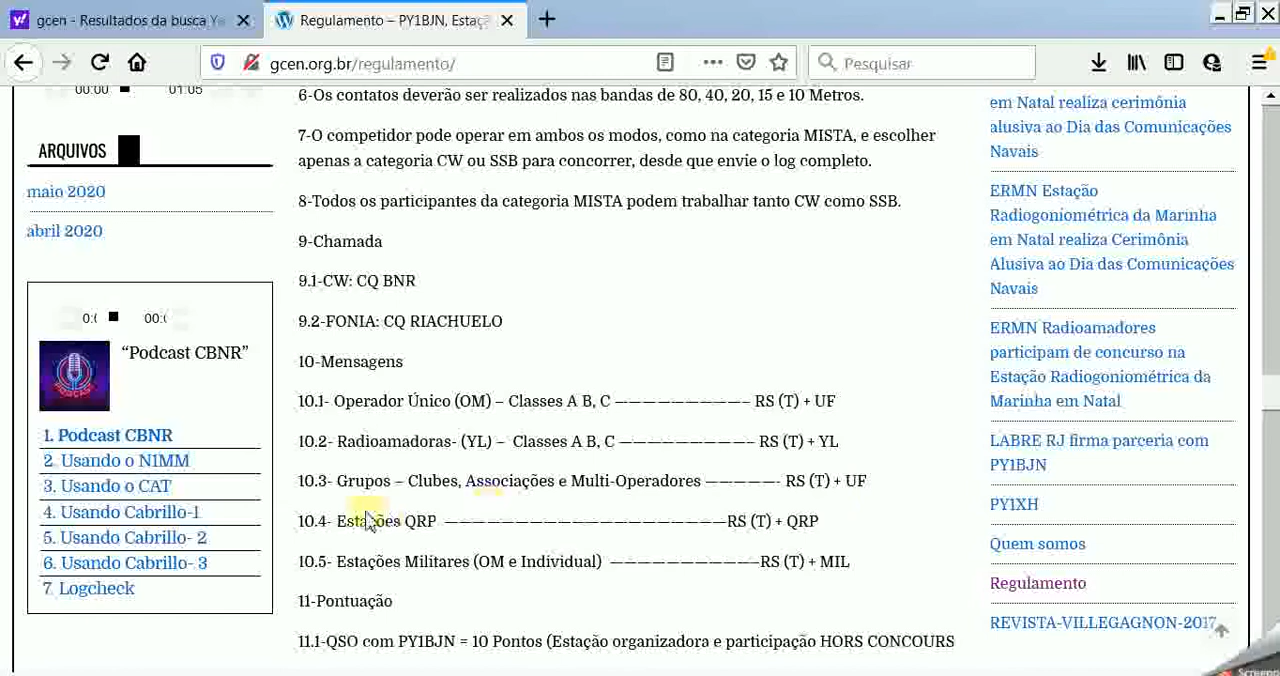 gcen - Resultados da busca Y
Regulamento – PY1BJN, Estaç
gcen.org.br/regulamento/
Pesquisar
00:00
01:05
ARQUIVOS
maio 2020
abril 2020
0:(
00:(
“Podcast CBNR”
1. Podcast CBNR
2. Usando o N1MM
3. Usando o CAT
4. Usando Cabrillo-1
5. Usando Cabrillo- 2
6. Usando Cabrillo- 3
7. Logcheck
6-Os contatos deverão ser realizados nas bandas de 80, 40, 20, 15 e 10 Metros.
7-O competidor pode operar em ambos os modos, como na categoria MISTA, e escolher
apenas a categoria CW ou SSB para concorrer, desde que envie o log completo.
8-Todos os participantes da categoria MISTA podem trabalhar tanto CW como SSB.
9-Chamada
9.1-CW: CQ BNR
9.2-FONIA: CQ RIACHUELO
10-Mensagens
10.1- Operador Único (OM) – Classes A B, C —————————– RS (T) + UF
10.2- Radioamadoras- (YL) – Classes A B, C —————————– RS (T) + YL
10.3- Grupos – Clubes, Associações e Multi-Operadores ——————- RS (T) + UF
10.4- Estações QRP ————————————————————RS (T) + QRP
10.5- Estações Militares (OM e Individual) ——————————–RS (T) + MIL
11-Pontuação
11.1-QSO com PY1BJN = 10 Pontos (Estação organizadora e participação HORS CONCOURS
em Natal realiza cerimônia
alusiva ao Dia das Comunicações
Navais
ERMN Estação
Radiogoniométrica da Marinha
em Natal realiza Cerimônia
Alusiva ao Dia das Comunicações
Navais
ERMN Radioamadores
participam de concurso na
Estação Radiogoniométrica da
Marinha em Natal
LABRE RJ firma parceria com
PY1BJN
PY1XH
Quem somos
Regulamento
REVISTA-VILLEGAGNON-2017